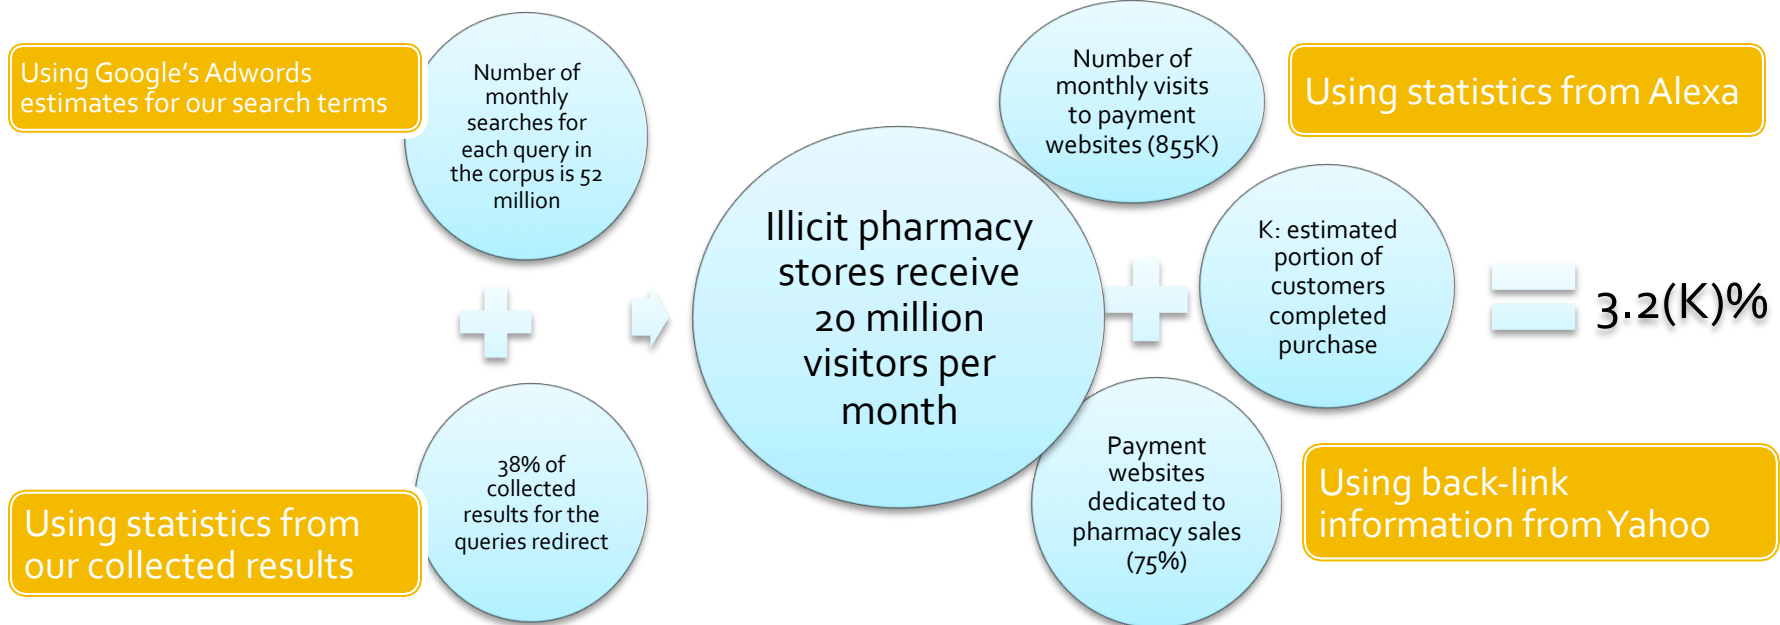 Using Google's Adwords
estimates for our search terms
Number of
monthly
searches for
each query in
the corpus is 52
million
38% of
collected
results for the
queries redirect
Using statistics from
our collected results
Illicit pharmacy
stores receive
20 million
visitors per
month
Number of
monthly visits
to payment
websites (855K)
Using statistics from Alexa
K: estimated
portion of
customers
completed
purchase
Payment
websites
dedicated to
pharmacy sales
(75%)
Using back-link
information from Yahoo
3.2(K)%